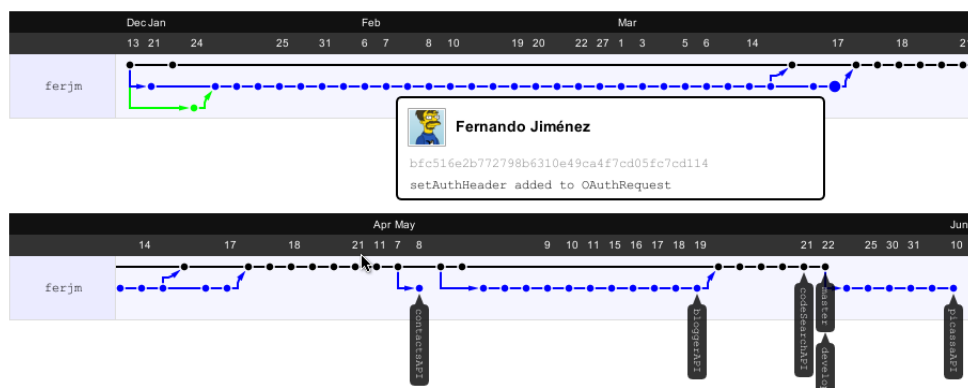 Dec Jan Feb Mar
13 21 24 25 31 6 7 8 10 19 20 22 27 1 3 5 6 14 17 18
ferjm
Fernando Jiménez
bfc516e2b772798b6310e49ca4f7cd05fc7cd114
setAuthHeader added to OAuthRequest
Apr May Jun
14 17 18 21 11 7 8 9 10 11 15 16 17 18 19 21 22 25 30 31 10
ferjm
contactsAPI
bloggerAPI
codeSearchAPI
master
develo
picassaAPI